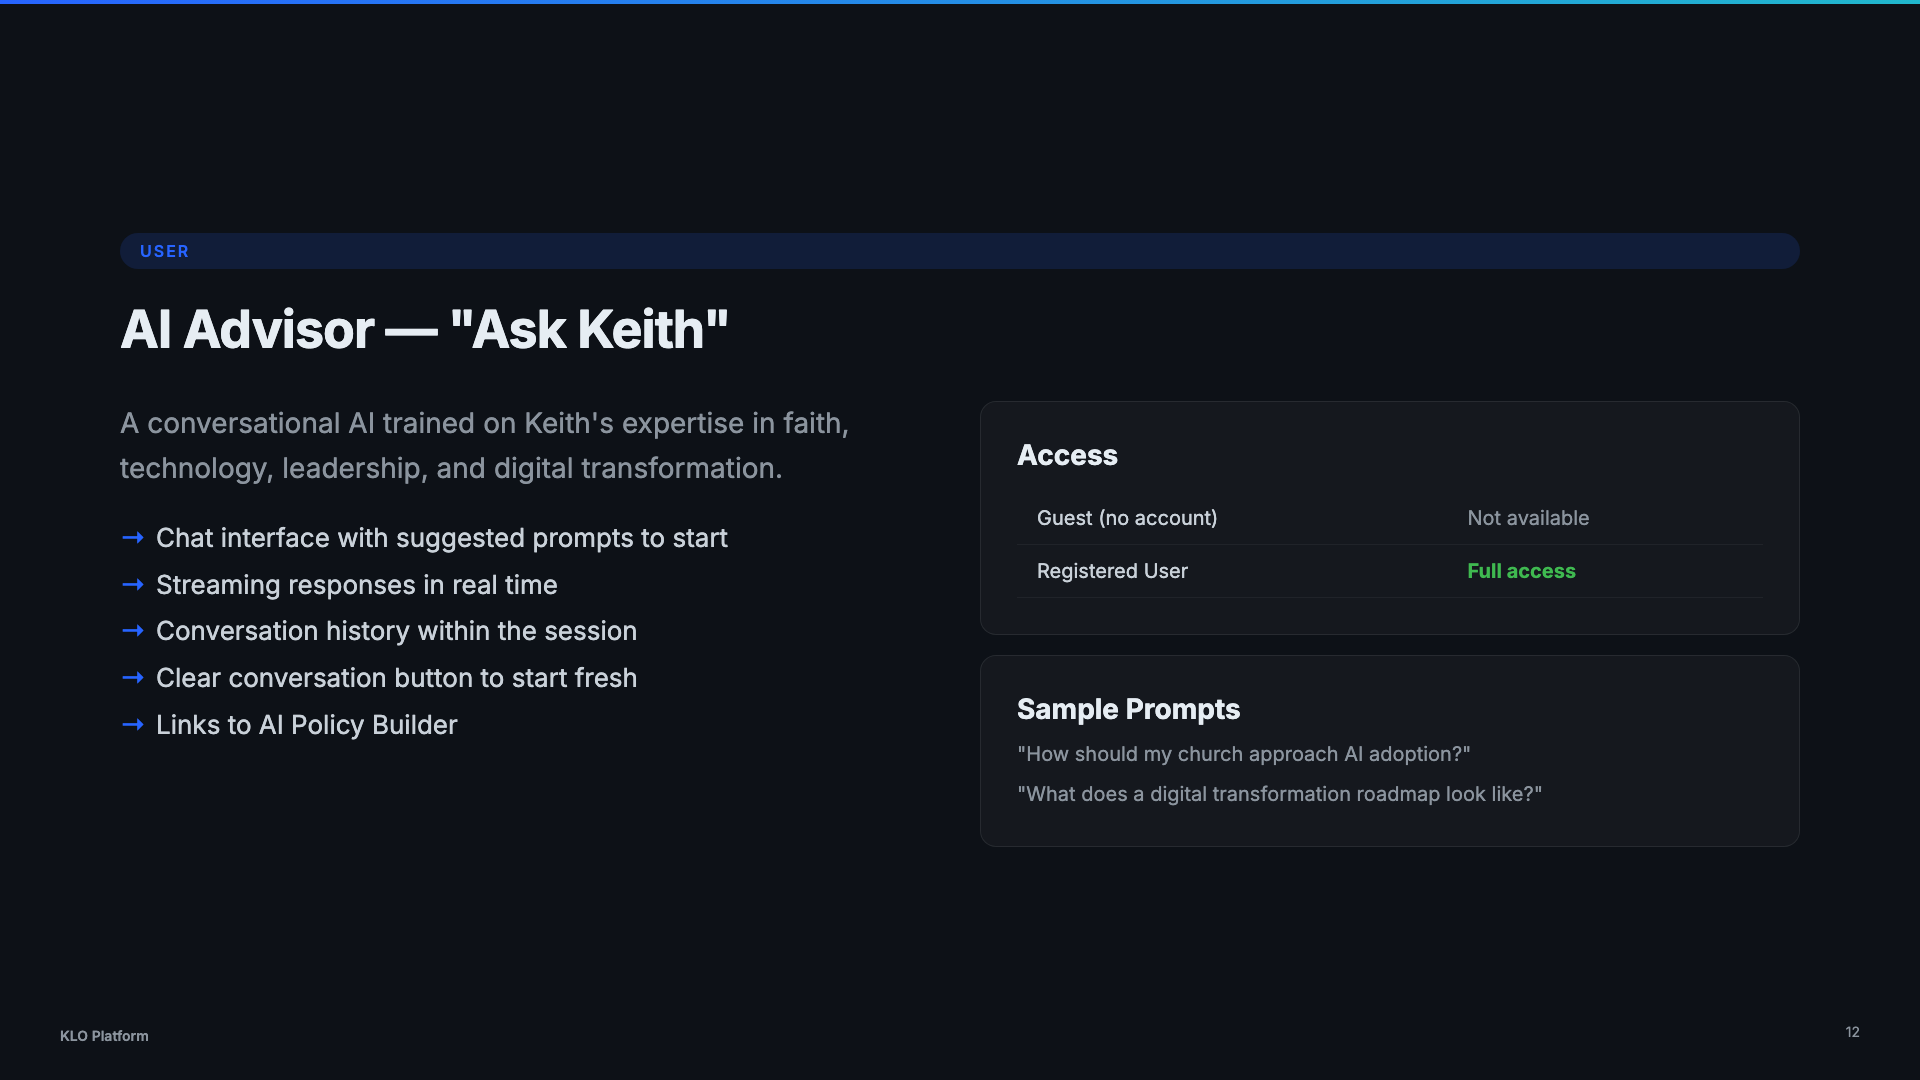 USER
AI Advisor — "Ask Keith"
A conversational AI trained on Keith's expertise in faith,
technology, leadership, and digital transformation.
→ Chat interface with suggested prompts to start
→ Streaming responses in real time
→ Conversation history within the session
→ Clear conversation button to start fresh
→ Links to AI Policy Builder
Access
Guest (no account) Not available
Registered User Full access
Sample Prompts
"How should my church approach AI adoption?"
"What does a digital transformation roadmap look like?"
KLO Platform
12